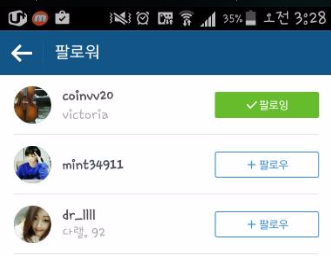 35% 오전 3:28
팔로워
coinvv20
✓팔로잉
victoria
mint34911
+ 팔로우
dr_llll
+ 팔로우
다렐。92